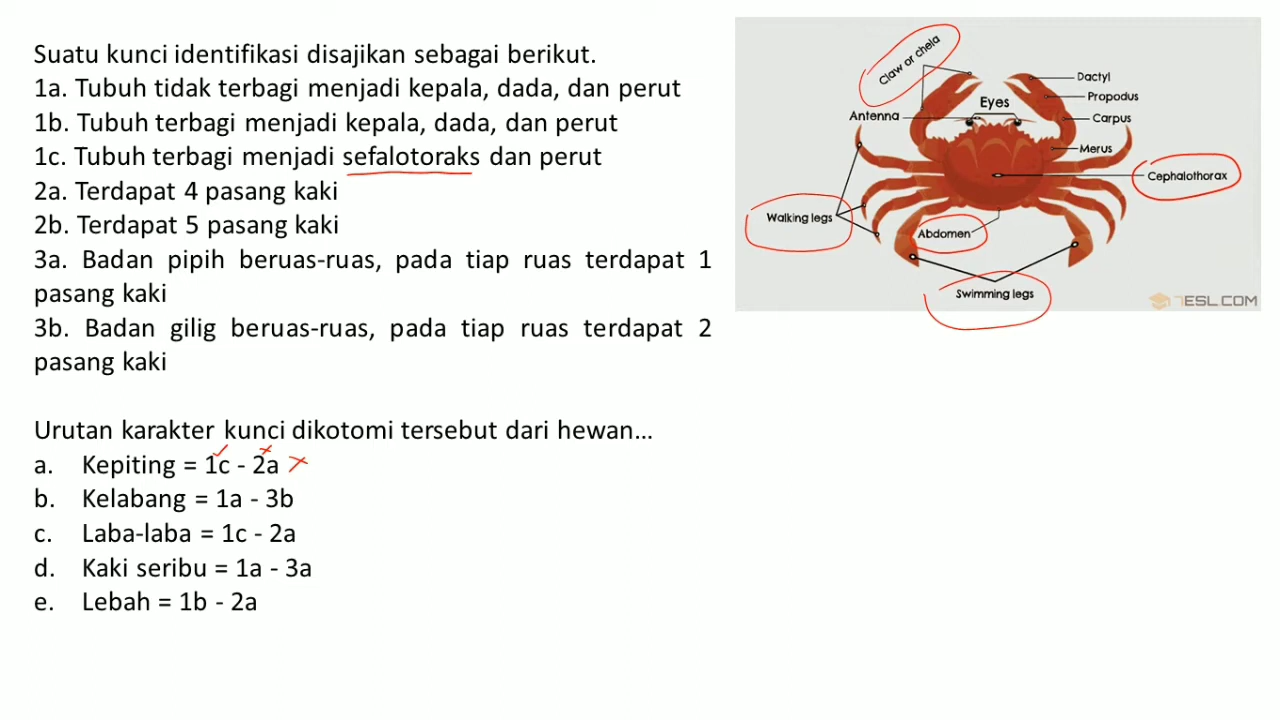 Suatu kunci identifikasi disajikan sebagai berikut.
1a. Tubuh tidak terbagi menjadi kepala, dada, dan perut
1b. Tubuh terbagi menjadi kepala, dada, dan perut
1c. Tubuh terbagi menjadi sefalotoraks dan perut
2a. Terdapat 4 pasang kaki
2b. Terdapat 5 pasang kaki
3a. Badan pipih beruas-ruas, pada tiap ruas terdapat 1
pasang kaki
3b. Badan gilig beruas-ruas, pada tiap ruas terdapat 2
pasang kaki
Urutan karakter kunci dikotomi tersebut dari hewan...
a. Kepiting = 1c - 2a
b. Kelabang = 1a - 3b
c. Laba-laba = 1c - 2a
d. Kaki seribu = 1a - 3a
e. Lebah = 1b - 2a
Claw or chela
Dactyl
Eyes
Propodus
Antenna
Carpus
Merus
Cephalothorax
Walking legs
Abdomen
Swimming legs
7ESL.COM